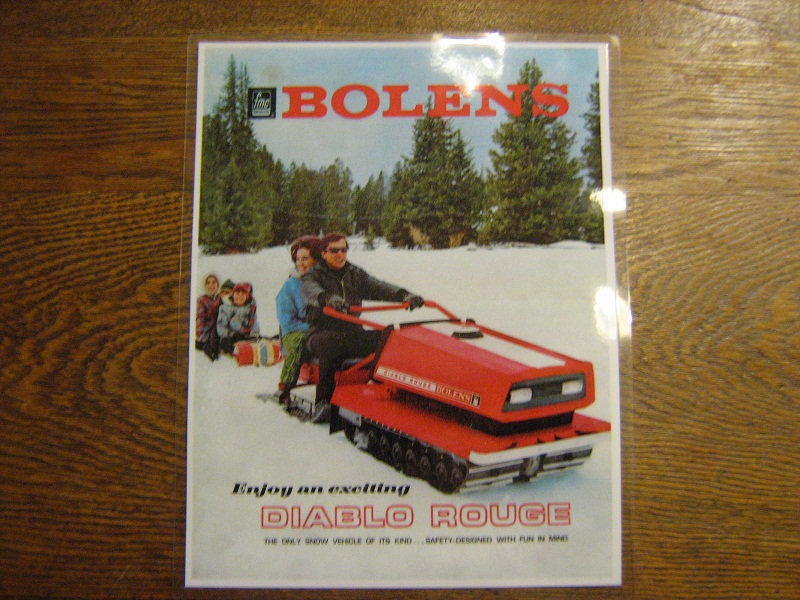 fmc BOLENS
DIABLO ROUGE BOLENS
Enjoy an exciting
DIABLO ROUGE
THE ONLY SNOW VEHICLE OF ITS KIND...SAFETY-DESIGNED WITH FUN IN MIND